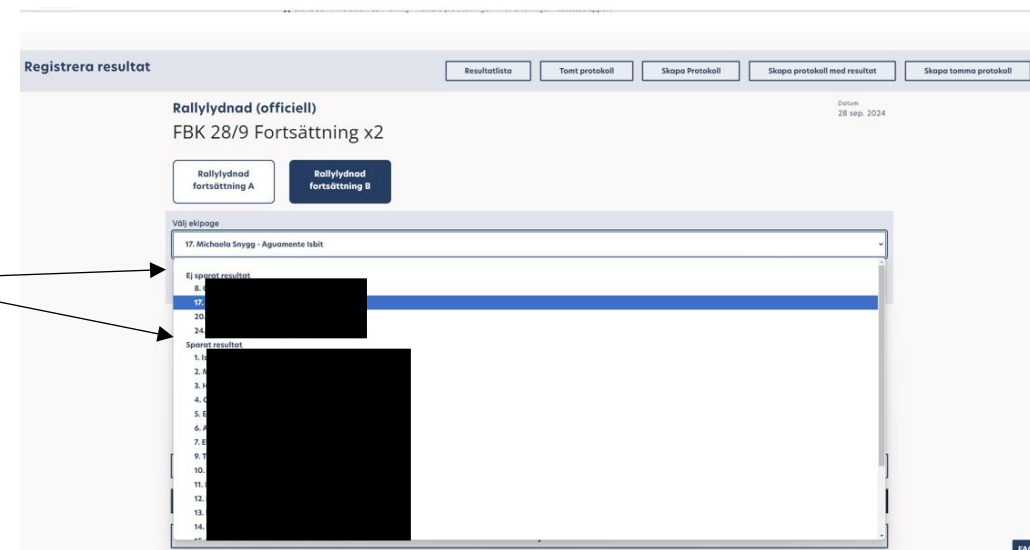 Registrera resultat
Resultatlista
Tomt protokoll
Skapa Protokoll
Skapa protokoll med resultat
Skapa tomma protokoll
Rallylydnad (officiell)
Datum
28 sep. 2024
FBK 28/9 Fortsättning x2
Rallylydnad
fortsättning A
Rallylydnad
fortsättning B
Välj ekipage
17. Michaela Snygg - Aguamente Isbit
Ej sparat resultat
8.
17.
20.
24.
Sparat resultat
1.
2.
3.
4.
5.
6.
7.
9.
10.
11.
12.
13.
14.